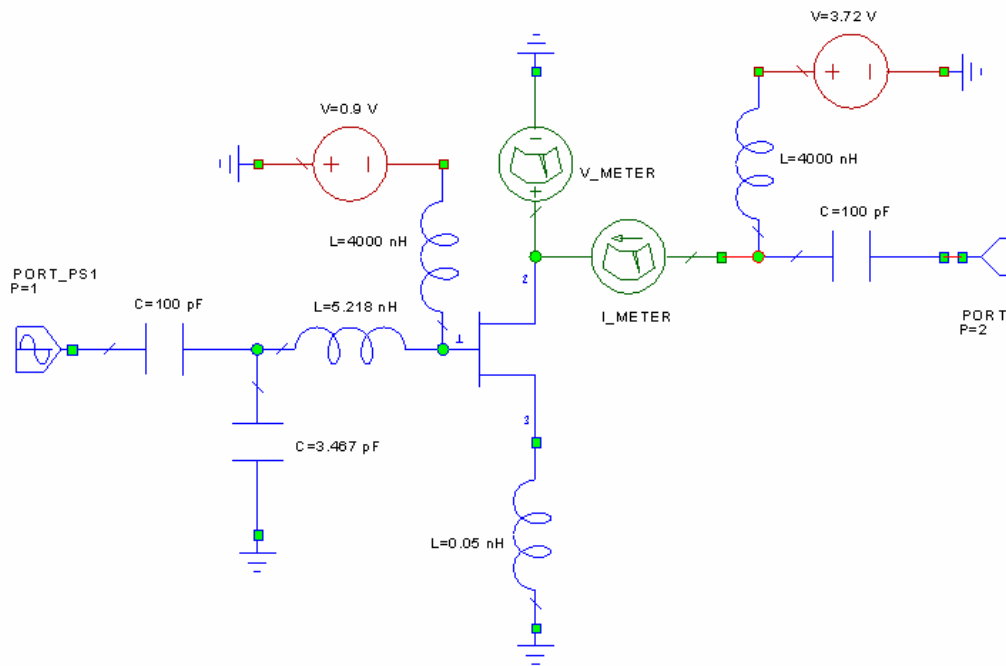 V=3.72 V
V=0.9 V
V_METER
L=4000 nH
L=4000 nH
C=100 pF
PORT_PS1
P=1
C=100 pF
L=5.218 nH
I_METER
PORT
P=2
1
2
3
C=3.467 pF
L=0.05 nH